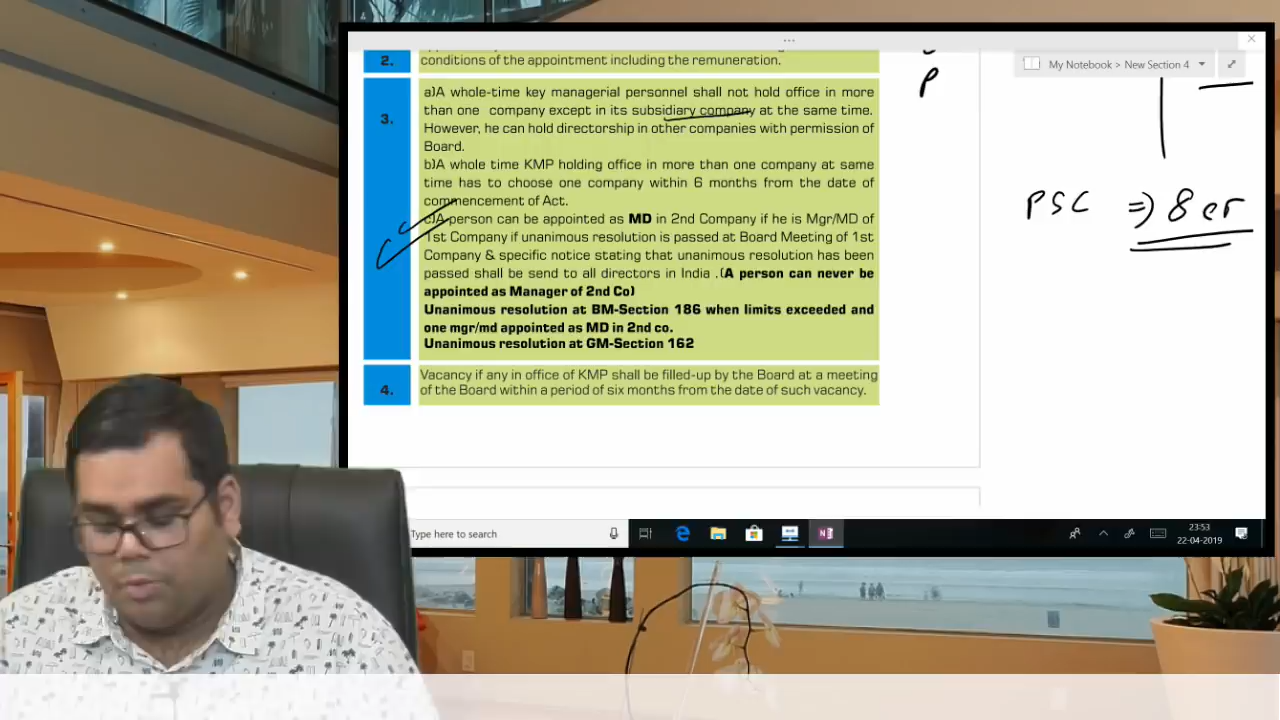 My Notebook > New Section 4
2.
conditions of the appointment including the remuneration.
P
3.
a)A whole-time key managerial personnel shall not hold office in more
than one company except in its subsidiary company at the same time.
However, he can hold directorship in other companies with permission of
Board.
b)A whole time KMP holding office in more than one company at same
time has to choose one company within 6 months from the date of
commencement of Act.
c)A person can be appointed as MD in 2nd Company if he is Mgr/MD of
1st Company if unanimous resolution is passed at Board Meeting of 1st
Company & specific notice stating that unanimous resolution has been
passed shall be send to all directors in India .(A person can never be
appointed as Manager of 2nd Co)
Unanimous resolution at BM-Section 186 when limits exceeded and
one mgr/md appointed as MD in 2nd co.
Unanimous resolution at GM-Section 162
PSC => 8 cr
4.
Vacancy if any in office of KMP shall be filled-up by the Board at a meeting
of the Board within a period of six months from the date of such vacancy.
Type here to search
23:53
22-04-2019